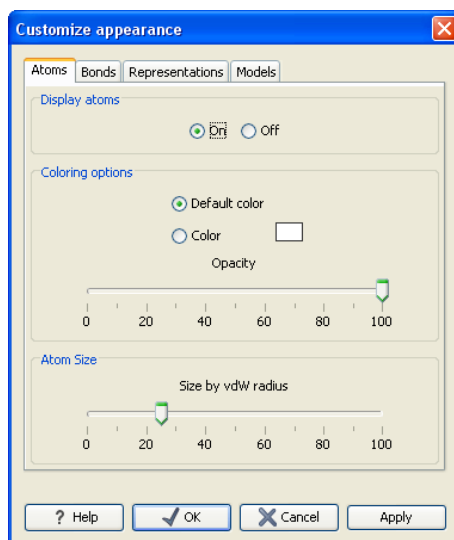 Customize appearance
Atoms Bonds Representations Models
Display atoms
On Off
Coloring options
Default color
Color
Opacity
0 20 40 60 80 100
Atom Size
Size by vdW radius
0 20 40 60 80 100
? Help OK Cancel Apply